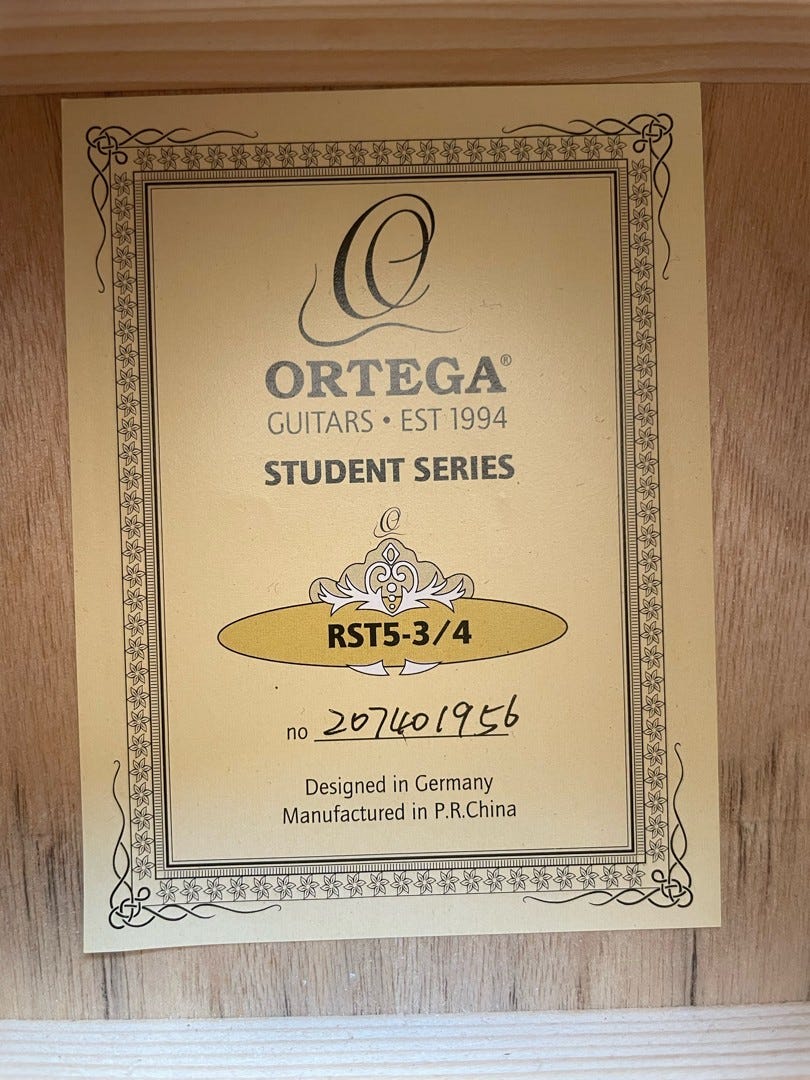 ORTEGA®
GUITARS • EST 1994
STUDENT SERIES
RST5-3/4
no 207401956
Designed in Germany
Manufactured in P.R.China